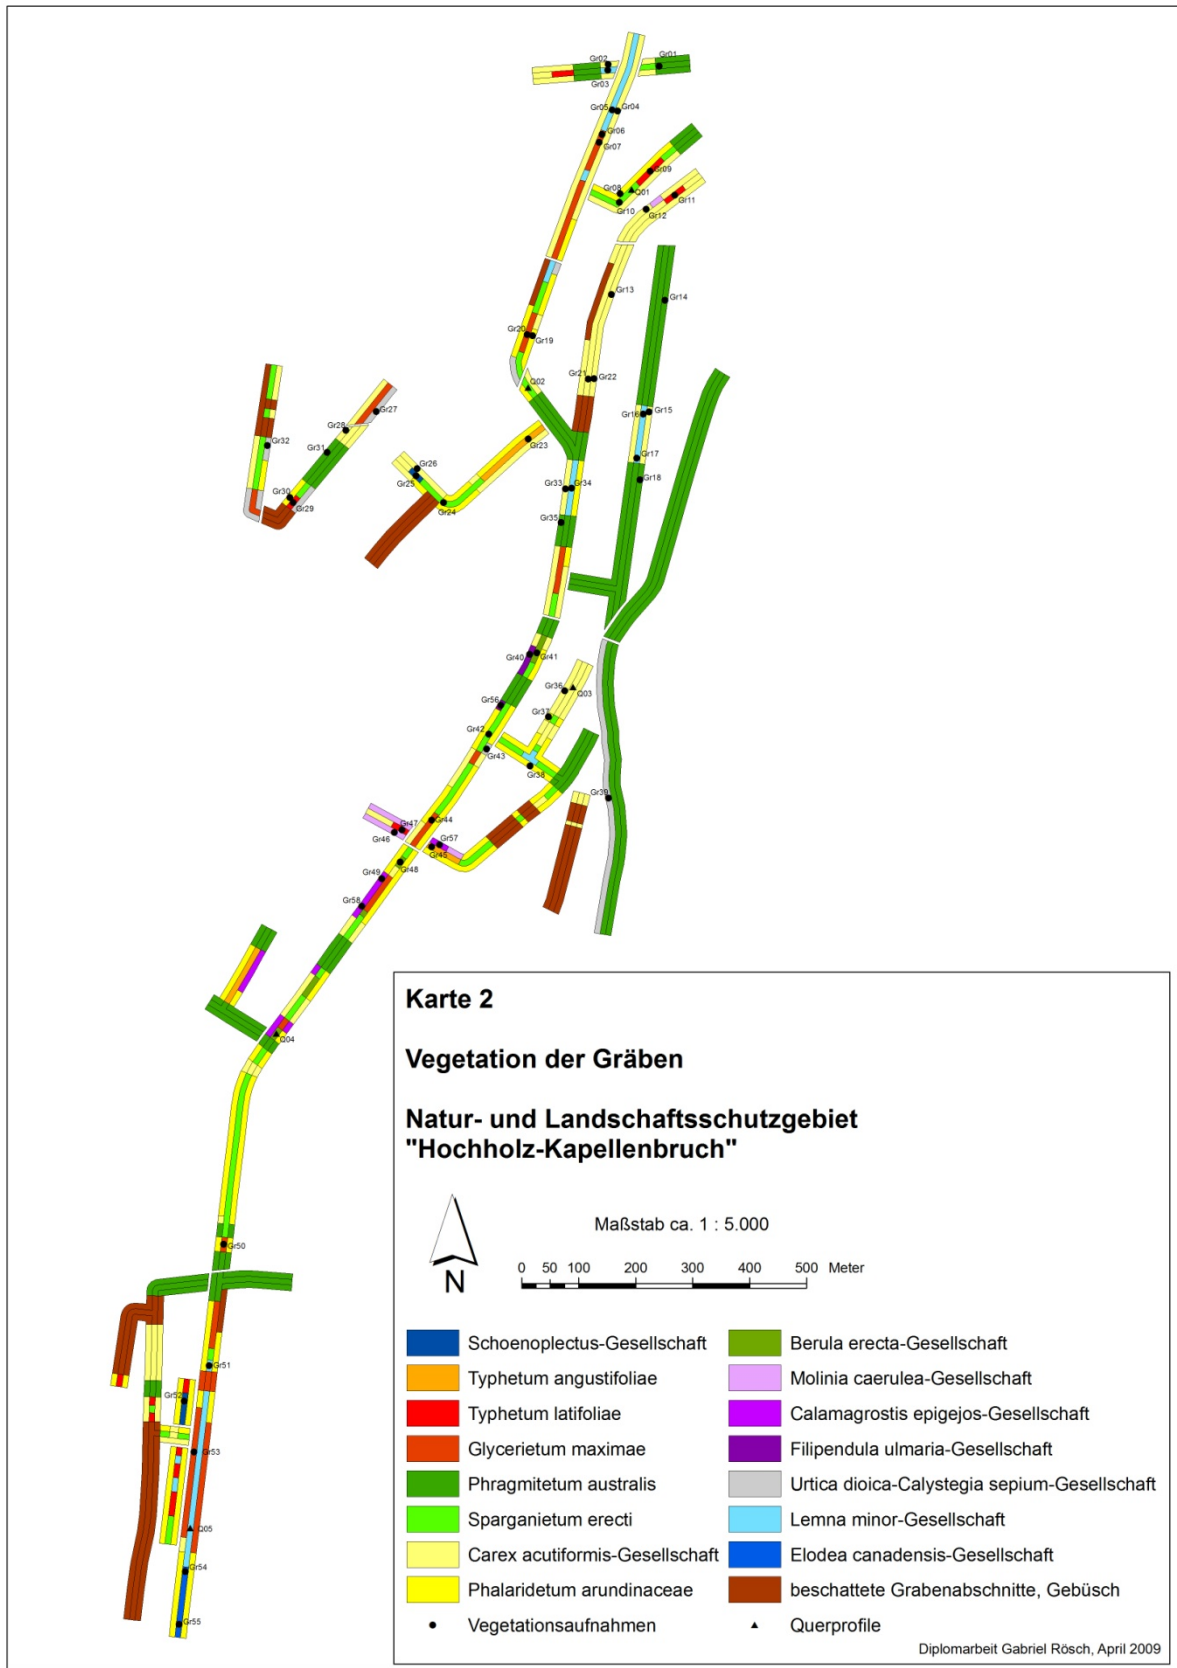 Gr01
Gr02
Gr03
Gr05
Gr04
Gr06
Gr07
Gr09
Gr08
Q01
Gr10
Gr11
Gr12
Gr13
Gr14
Gr20
Gr19
Gr21
Gr22
Q02
Gr15
Gr16
Gr17
Gr18
Gr23
Gr27
Gr28
Gr31
Gr32
Gr30
Gr29
Gr26
Gr25
Gr24
Gr33
Gr34
Gr35
Gr40
Gr41
Gr36
Q03
Gr56
Gr37
Gr42
Gr43
Gr38
Gr39
Gr44
Gr47
Gr46
Gr57
Gr45
Gr48
Gr49
Gr58
Q04
Gr50
Gr51
Gr52
Gr53
Q05
Gr54
Gr55
Karte 2
Vegetation der Gräben
Natur- und Landschaftsschutzgebiet
"Hochholz-Kapellenbruch"
N
Maßstab ca. 1 : 5.000
0 50 100 200 300 400 500 Meter
Schoenoplectus-Gesellschaft
Typhetum angustifoliae
Typhetum latifoliae
Glycerietum maximae
Phragmitetum australis
Sparganietum erecti
Carex acutiformis-Gesellschaft
Phalaridetum arundinaceae
Vegetationsaufnahmen
Berula erecta-Gesellschaft
Molinia caerulea-Gesellschaft
Calamagrostis epigejos-Gesellschaft
Filipendula ulmaria-Gesellschaft
Urtica dioica-Calystegia sepium-Gesellschaft
Lemna minor-Gesellschaft
Elodea canadensis-Gesellschaft
beschattete Grabenabschnitte, Gebüsch
Querprofile
Diplomarbeit Gabriel Rösch, April 2009